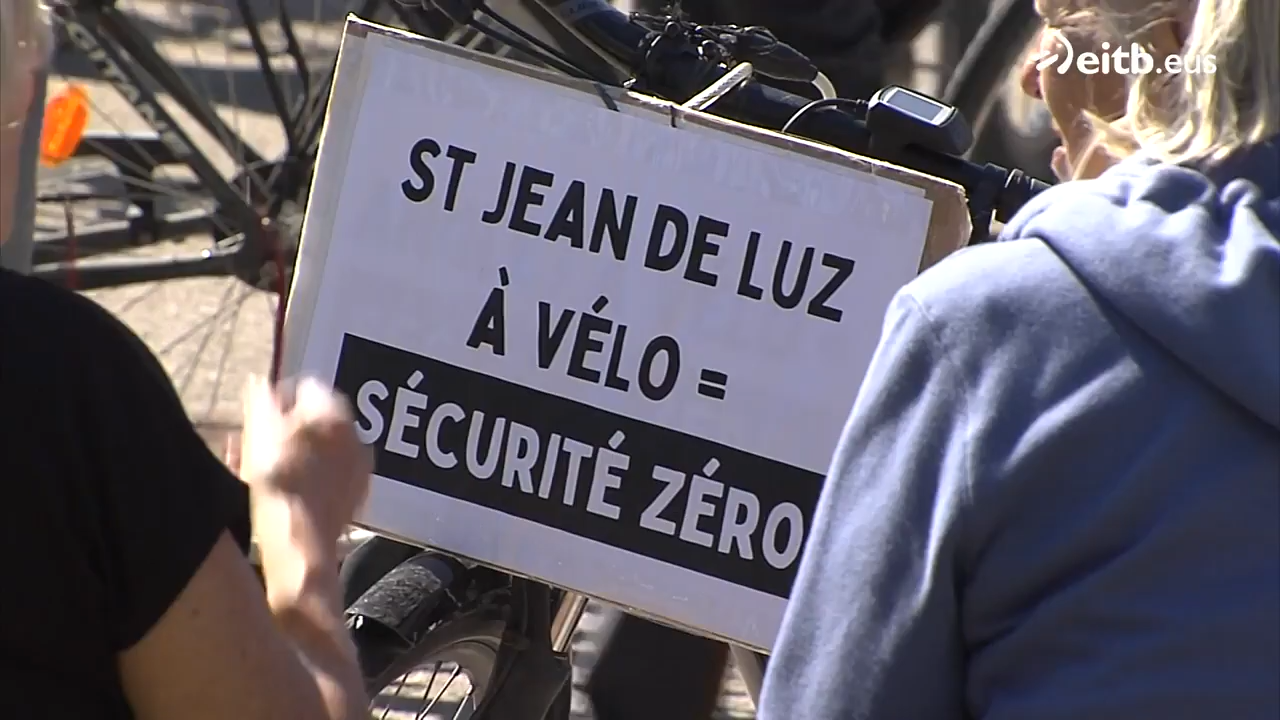 eitb.eus
ST JEAN DE LUZ
À VÉLO =
SÉCURITÉ ZÉRO